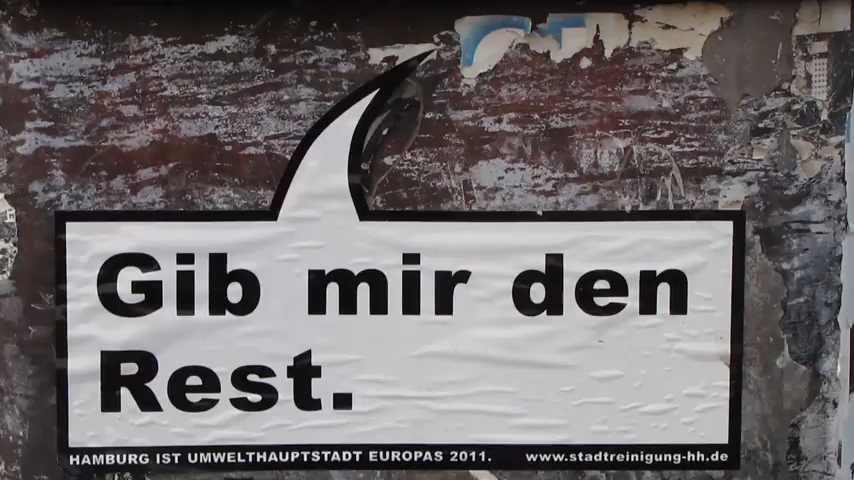 Gib mir den
Rest.
HAMBURG IST UMWELTHAUPTSTADT EUROPAS 2011. www.stadtreinigung-hh.de